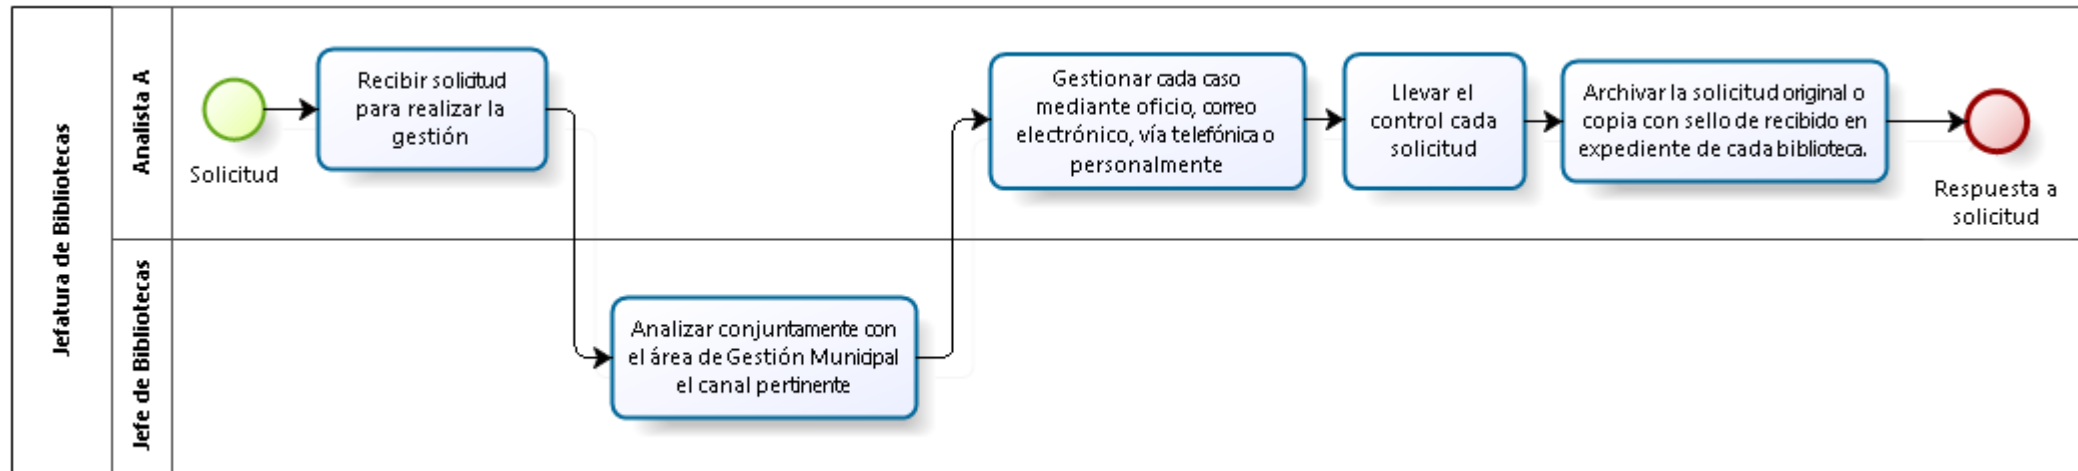 Jefatura de Bibliotecas
Analista A
Solicitud
Recibir solicitud
para realizar la
gestión
Gestionar cada caso
mediante oficio, correo
electrónico, vía telefónica o
personalmente
Llevar el
control cada
solicitud
Archivar la solicitud original o
copia con sello de recibido en
expediente de cada biblioteca.
Respuesta a
solicitud
Jefe de Bibliotecas
Analizar conjuntamente con
el área de Gestión Municipal
el canal pertinente